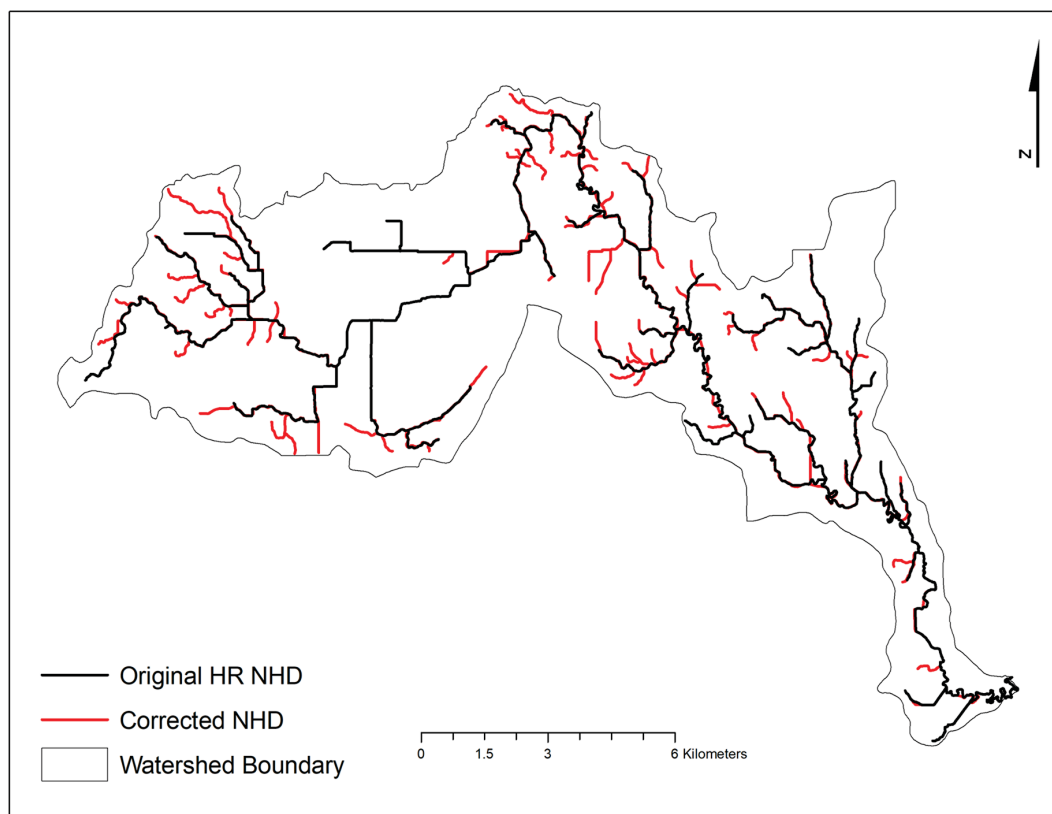 N
Original HR NHD
Corrected NHD
Watershed Boundary
0 1.5 3 6 Kilometers